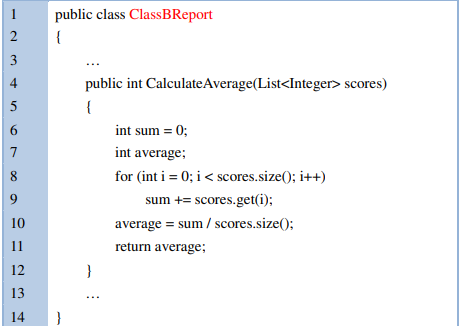 1 public class ClassBReport
2 {
3 …
4 public int CalculateAverage(List<Integer> scores)
5 {
6 int sum = 0;
7 int average;
8 for (int i = 0; i < scores.size(); i++)
9 sum += scores.get(i);
10 average = sum / scores.size();
11 return average;
12 }
13 …
14 }